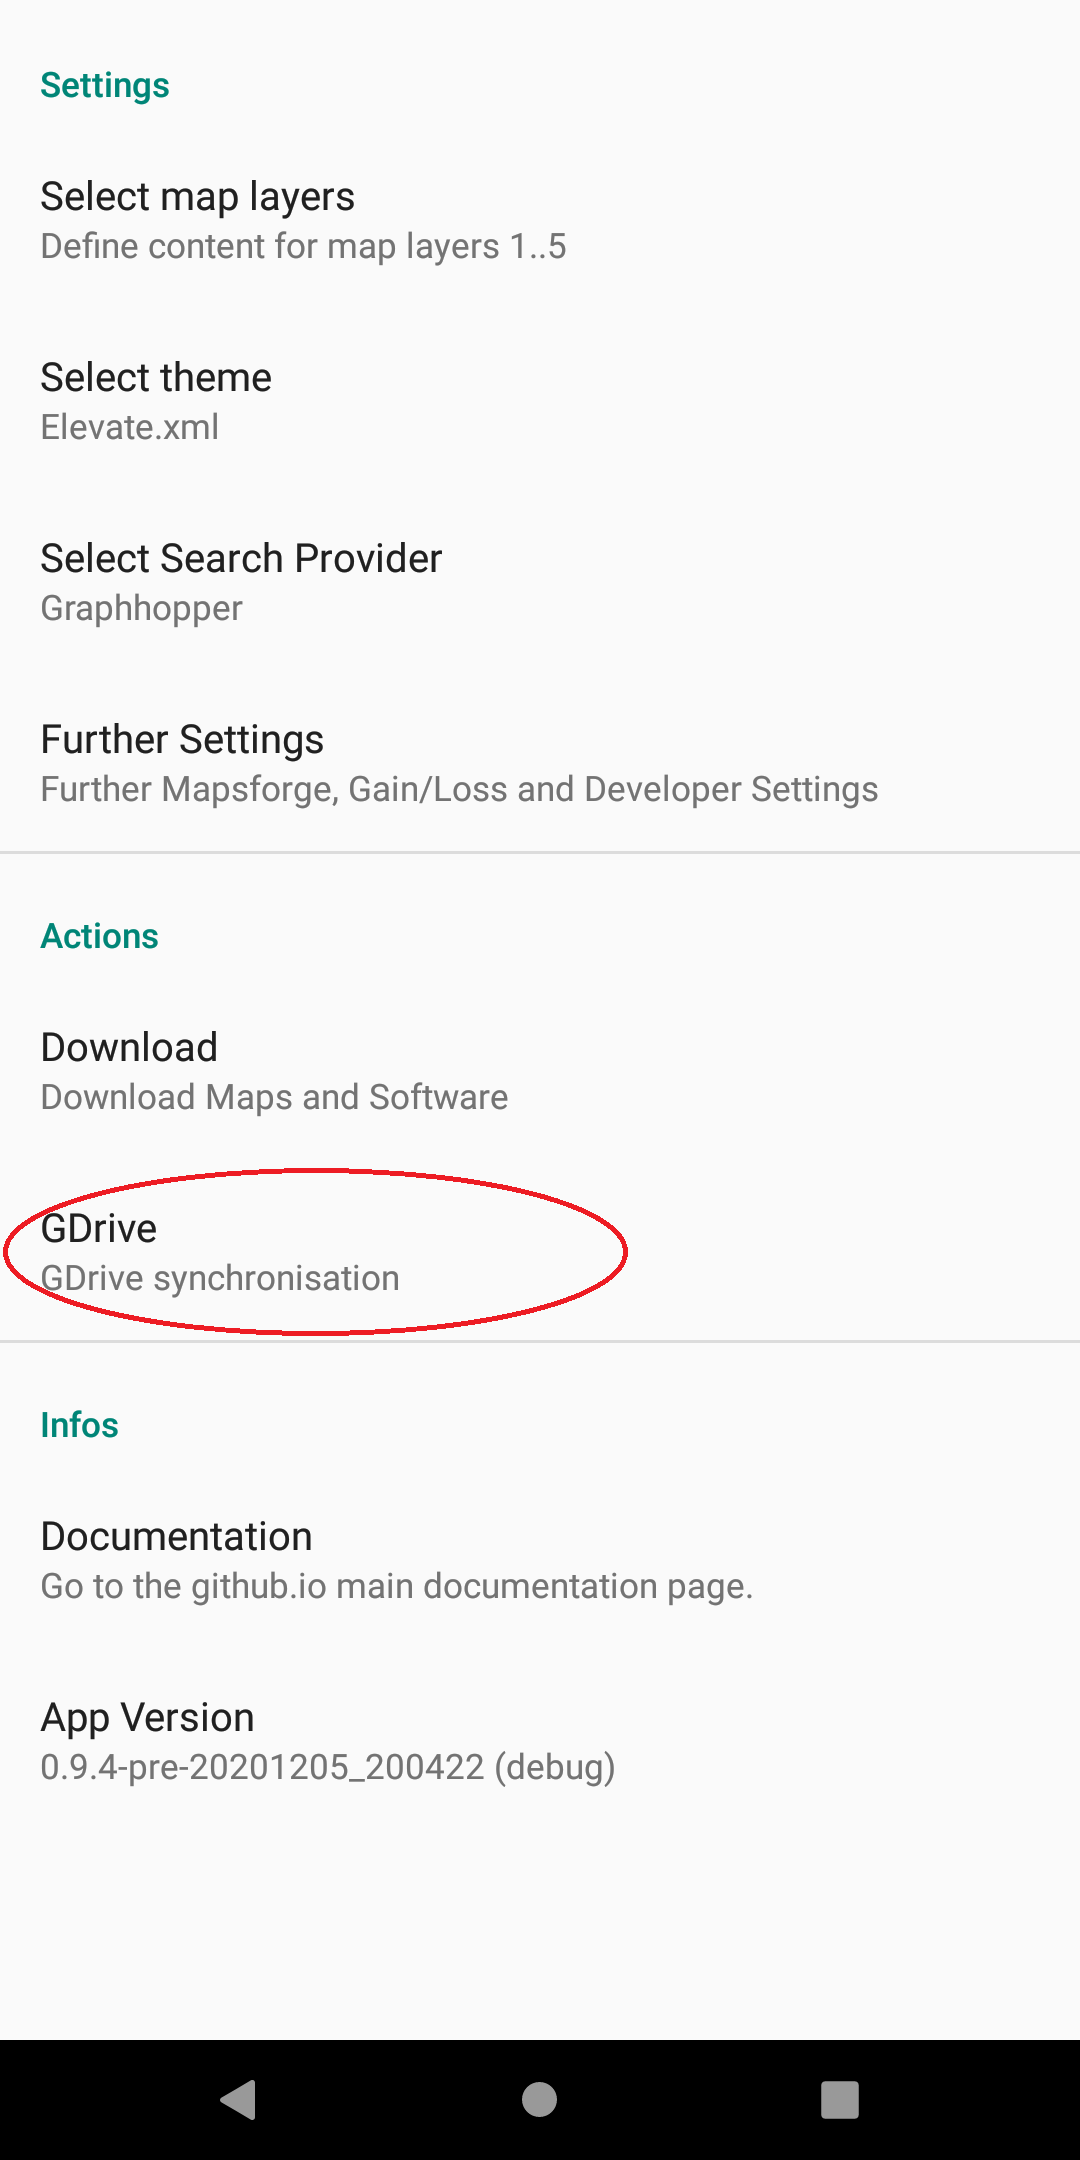 Settings
Select map layers
Define content for map layers 1..5
Select theme
Elevate.xml
Select Search Provider
Graphhopper
Further Settings
Further Mapsforge, Gain/Loss and Developer Settings
Actions
Download
Download Maps and Software
GDrive
GDrive synchronisation
Infos
Documentation
Go to the github.io main documentation page.
App Version
0.9.4-pre-20201205_200422 (debug)